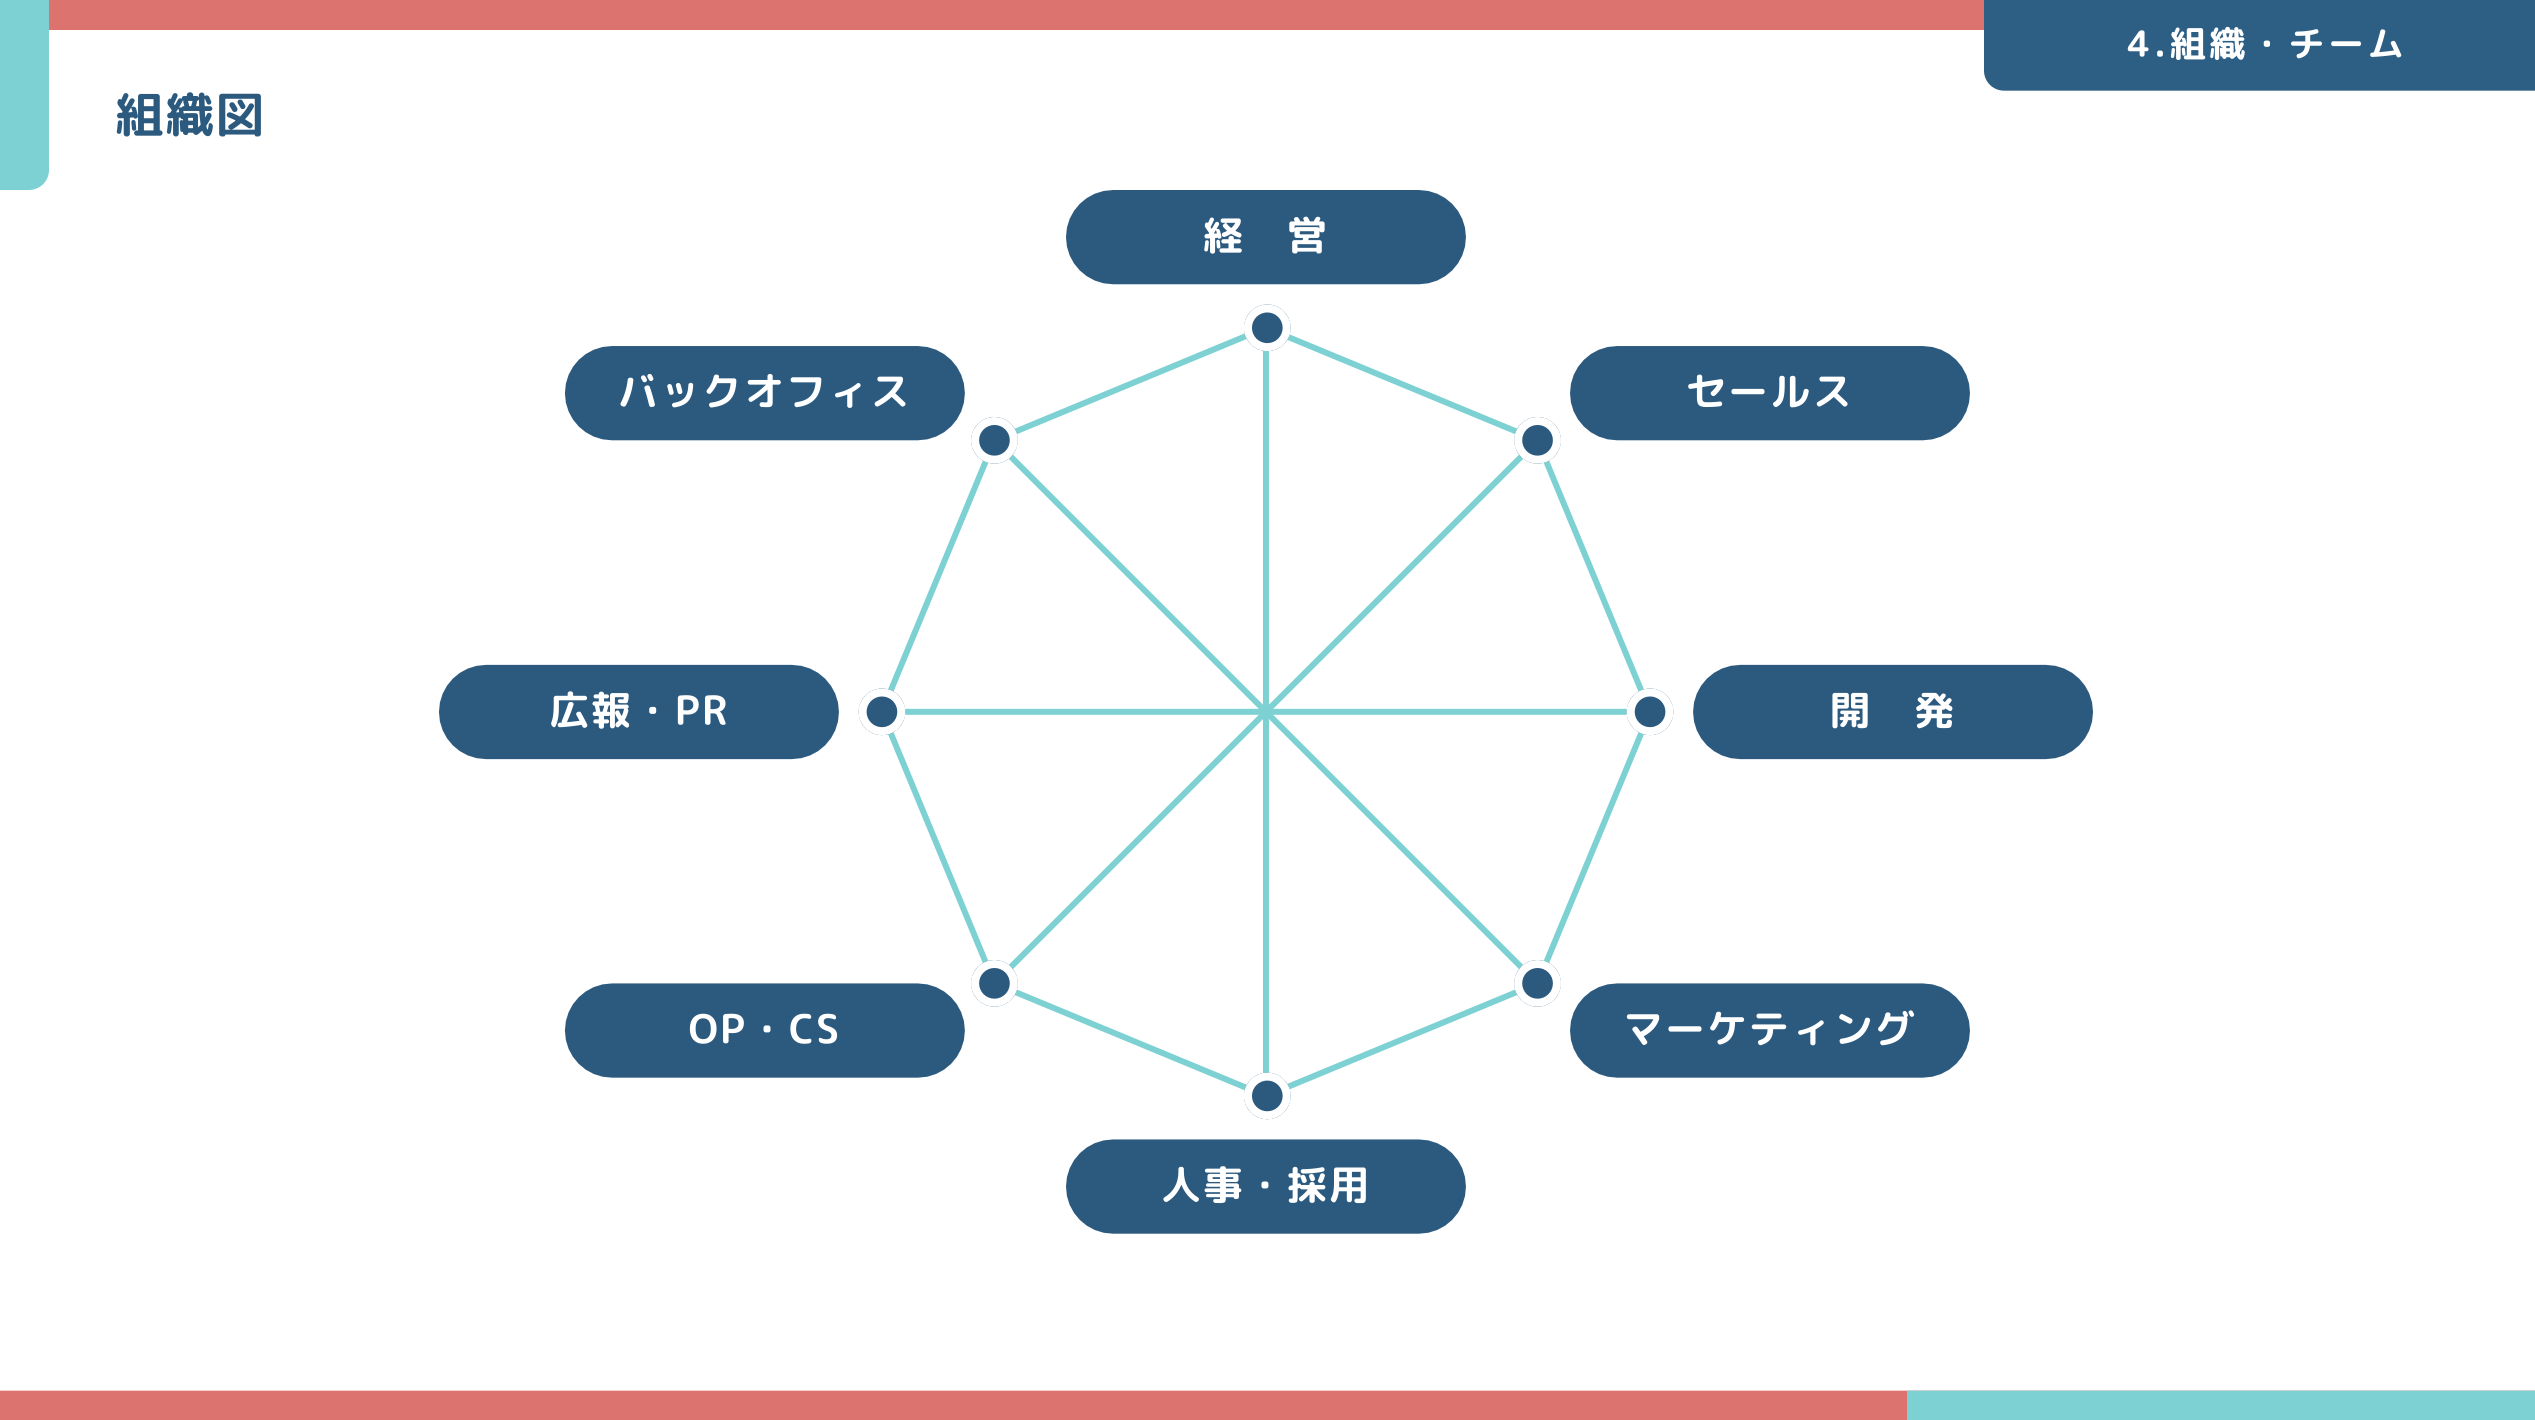 4.組織・チーム
組織図
経　営
バックオフィス
セールス
広報・PR
開　発
OP・CS
マーケティング
人事・採用